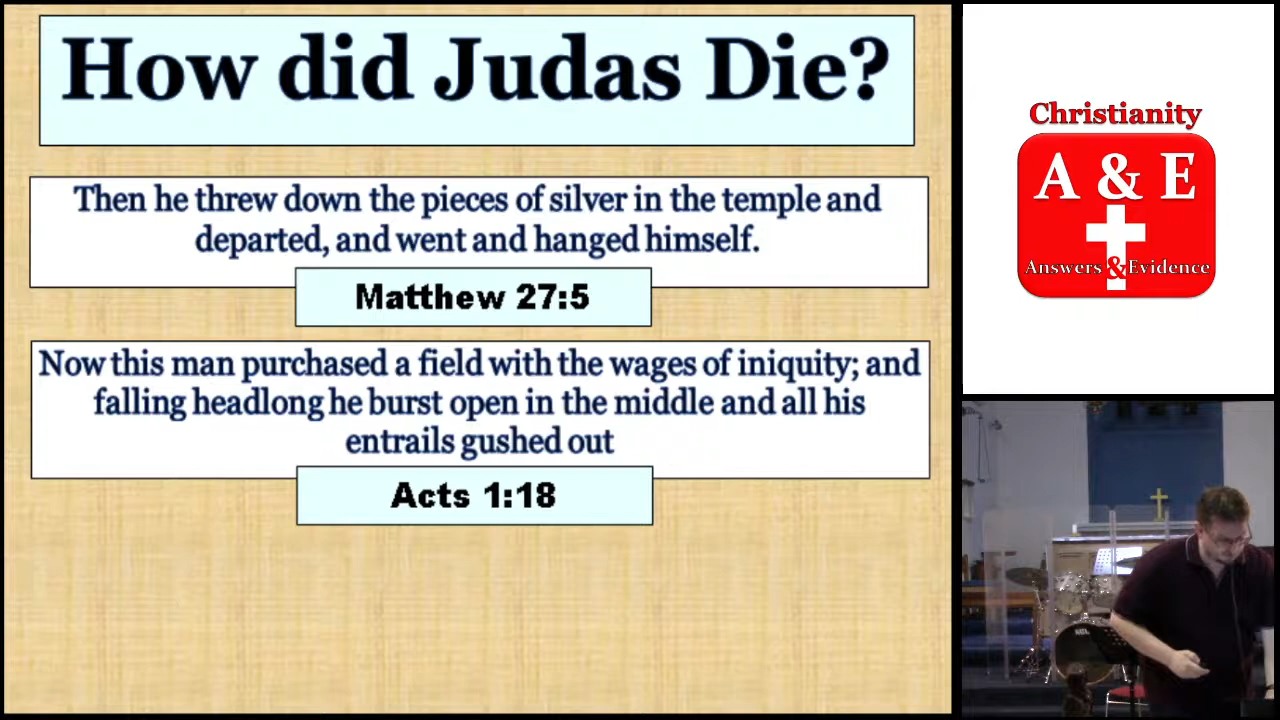 How did Judas Die?
Then he threw down the pieces of silver in the temple and
departed, and went and hanged himself.
Matthew 27:5
Now this man purchased a field with the wages of iniquity; and
falling headlong he burst open in the middle and all his
entrails gushed out
Acts 1:18
Christianity
A & E
Answers & Evidence